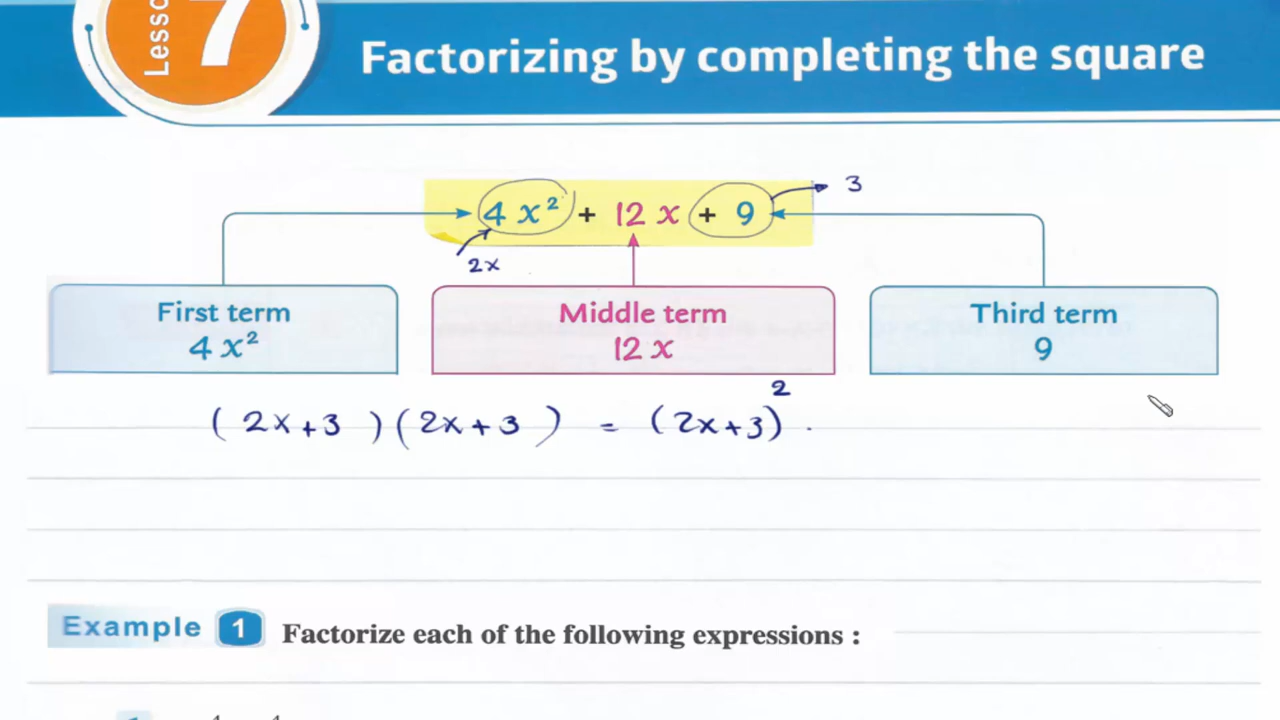 Lesso
7
Factorizing by completing the square
4 x² + 12 x + 9
3
2x
First term
4 x²
Middle term
12 x
Third term
9
( 2x+3 )( 2x+3 ) = (2x+3)² .
Example 1 Factorize each of the following expressions :